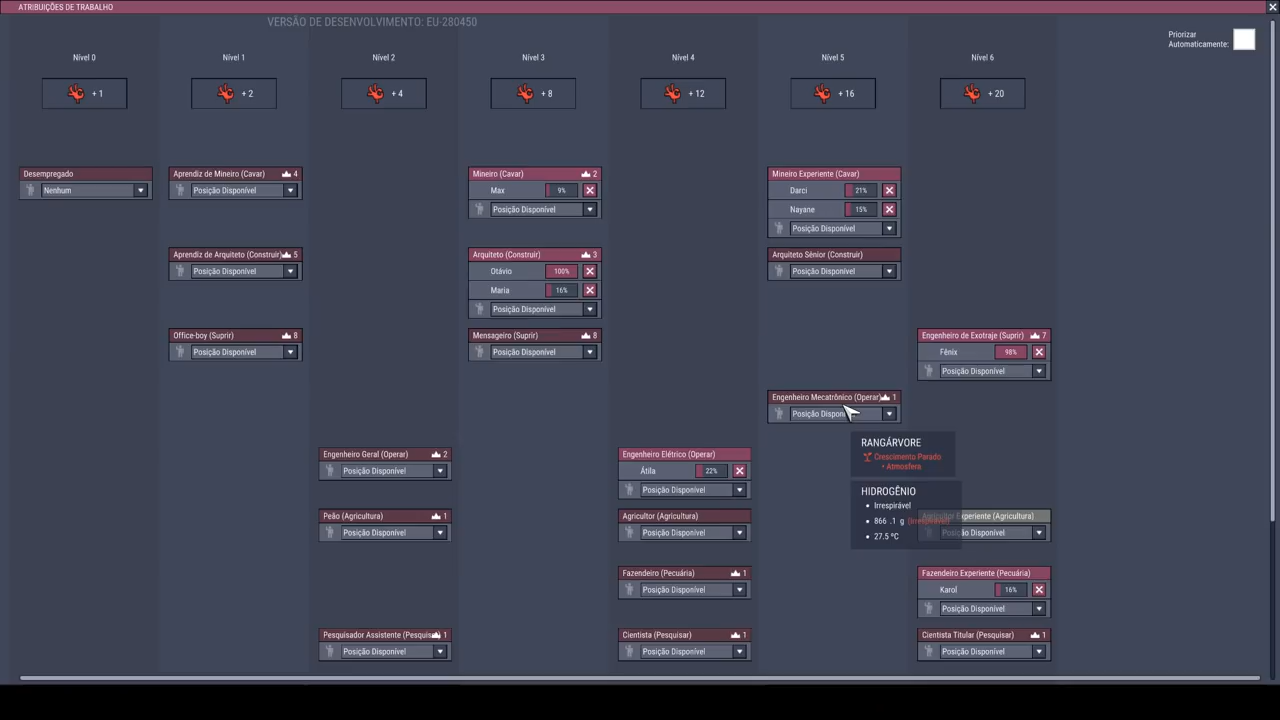 ATRIBUIÇÕES DE TRABALHO
VERSÃO DE DESENVOLVIMENTO: EU-280450
Priorizar
Automaticamente:
Nível 0
Nível 1
Nível 2
Nível 3
Nível 4
Nível 5
Nível 6
+ 1
+ 2
+ 4
+ 8
+ 12
+ 16
+ 20
Desempregado
Nenhum
Aprendiz de Mineiro (Cavar) 4
Posição Disponível
Mineiro (Cavar) 2
Max 9%
Posição Disponível
Mineiro Experiente (Cavar)
Darci 21%
Nayane 15%
Posição Disponível
Aprendiz de Arquiteto (Construir) 5
Posição Disponível
Arquiteto (Construir) 3
Otávio 100%
Maria 16%
Posição Disponível
Arquiteto Sênior (Construir)
Posição Disponível
Office-boy (Suprir) 8
Posição Disponível
Mensageiro (Suprir) 8
Posição Disponível
Engenheiro de Exotraje (Suprir) 7
Fênix 98%
Posição Disponível
Engenheiro Mecatrônico (Operar) 1
Posição
RANGÁRVORE
Crescimento Parado
• Atmosfera
HIDROGÊNIO
• Irrespirável
• 866 .1 g (Irrespirável)
• 27.5 ºC
Engenheiro Geral (Operar) 2
Posição Disponível
Engenheiro Elétrico (Operar)
Átila 22%
Posição Disponível
Peão (Agricultura) 1
Posição Disponível
Agricultor (Agricultura)
Posição Disponível
Experiente (Agricultura)
Posição Disponível
Fazendeiro (Pecuária) 1
Posição Disponível
Fazendeiro Experiente (Pecuária)
Karol 16%
Posição Disponível
Pesquisador Assistente 1
Posição Disponível
Cientista (Pesquisar) 1
Posição Disponível
Cientista Titular (Pesquisar) 1
Posição Disponível